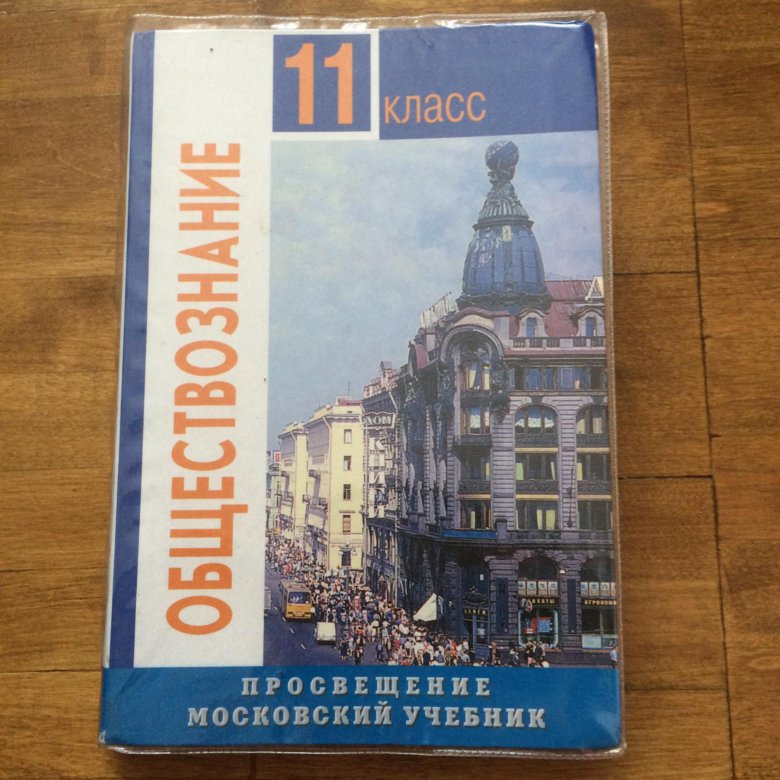 11
класс
ОБЩЕСТВОЗНАНИЕ
ПРОСВЕЩЕНИЕ
МОСКОВСКИЙ УЧЕБНИК